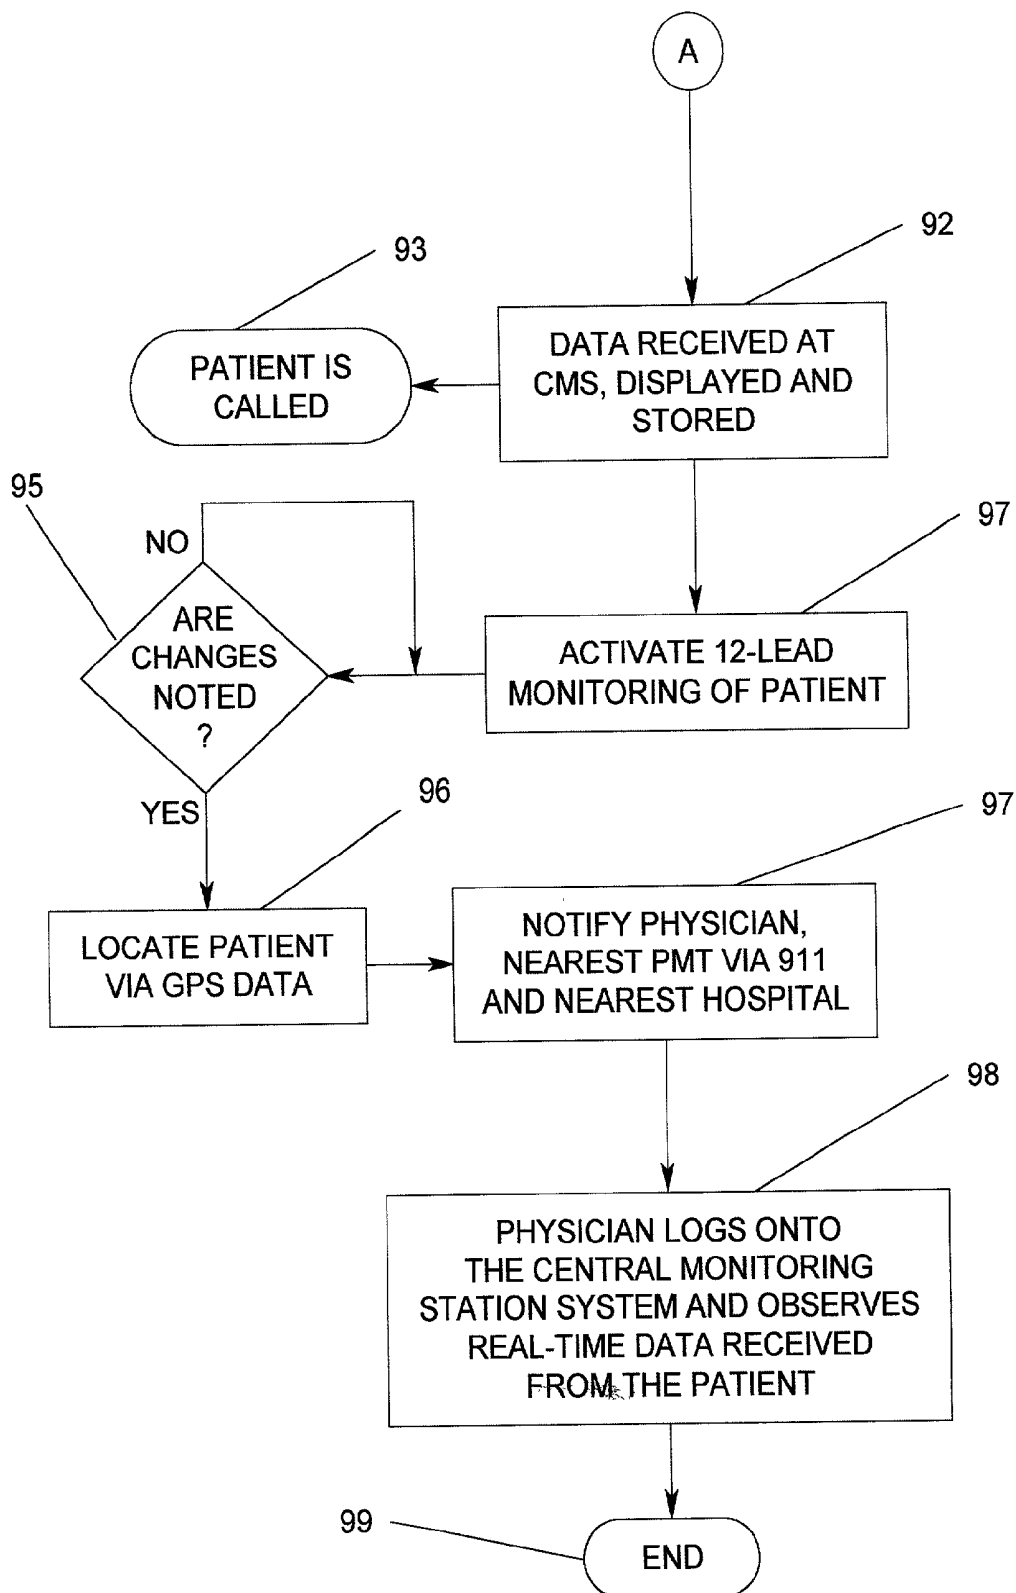 A
92
93
DATA RECEIVED AT
CMS, DISPLAYED AND
STORED
PATIENT IS
CALLED
95
97
NO
ARE
CHANGES
NOTED
?
ACTIVATE 12-LEAD
MONITORING OF PATIENT
YES
96
97
LOCATE PATIENT
VIA GPS DATA
NOTIFY PHYSICIAN,
NEAREST PMT VIA 911
AND NEAREST HOSPITAL
98
PHYSICIAN LOGS ONTO
THE CENTRAL MONITORING
STATION SYSTEM AND OBSERVES
REAL-TIME DATA RECEIVED
FROM THE PATIENT
99
END